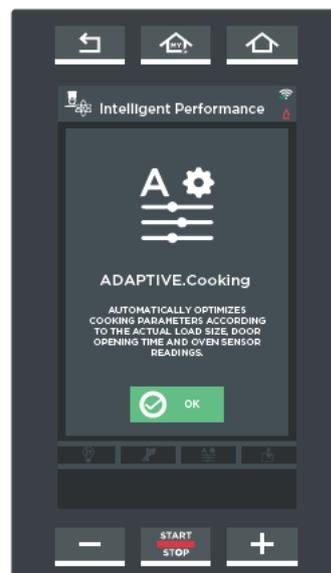 MY
Intelligent Performance
A
ADAPTIVE.Cooking
AUTOMATICALLY OPTIMIZES
COOKING PARAMETERS ACCORDING
TO THE ACTUAL LOAD SIZE, DOOR
OPENING TIME AND OVEN SENSOR
READINGS.
OK
START
STOP